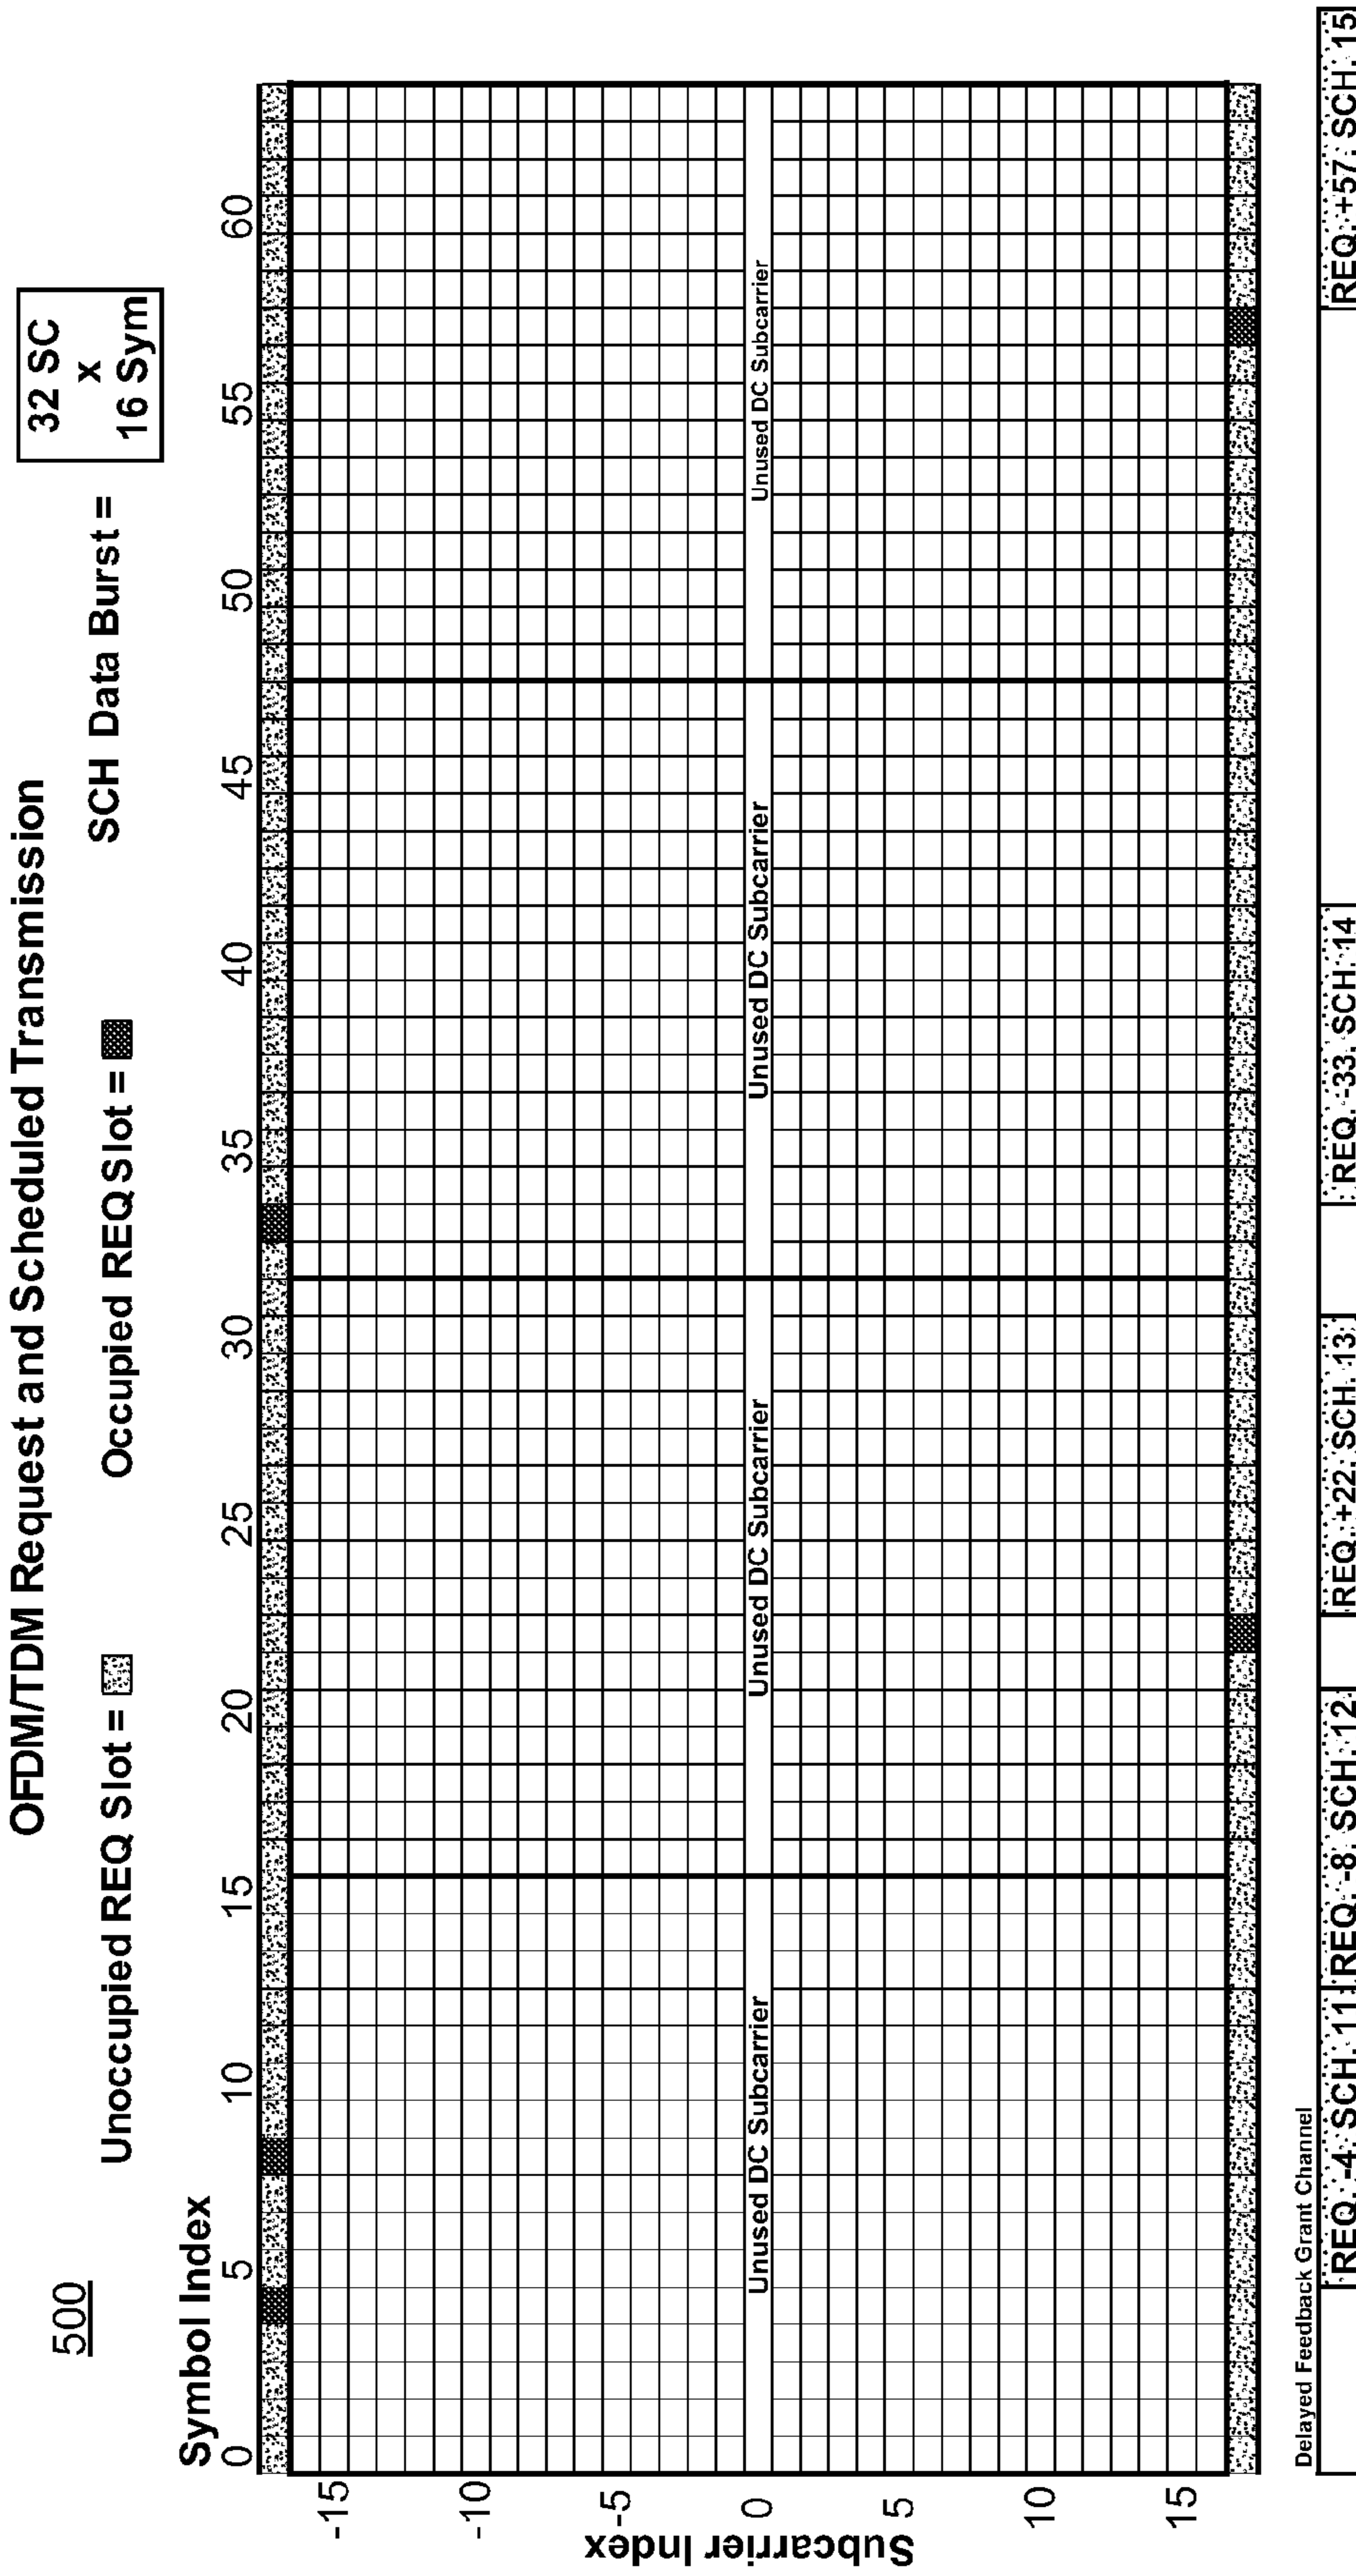 OFDM/TDM Request and Scheduled Transmission
500
Unoccupied REQ Slot =
Occupied REQ Slot =
SCH Data Burst =
32 SC
x
16 Sym
Symbol Index
0 5 10 15 20 25 30 35 40 45 50 55 60
Subcarrier Index
-15
-10
-5
0
5
10
15
Unused DC Subcarrier Unused DC Subcarrier Unused DC Subcarrier Unused DC Subcarrier
Delayed Feedback Grant Channel
REQ. -4. SCH. 11 REQ. -8. SCH. 12 REQ. +22. SCH. 13 REQ. -33. SCH. 14 REQ. +57. SCH. 15